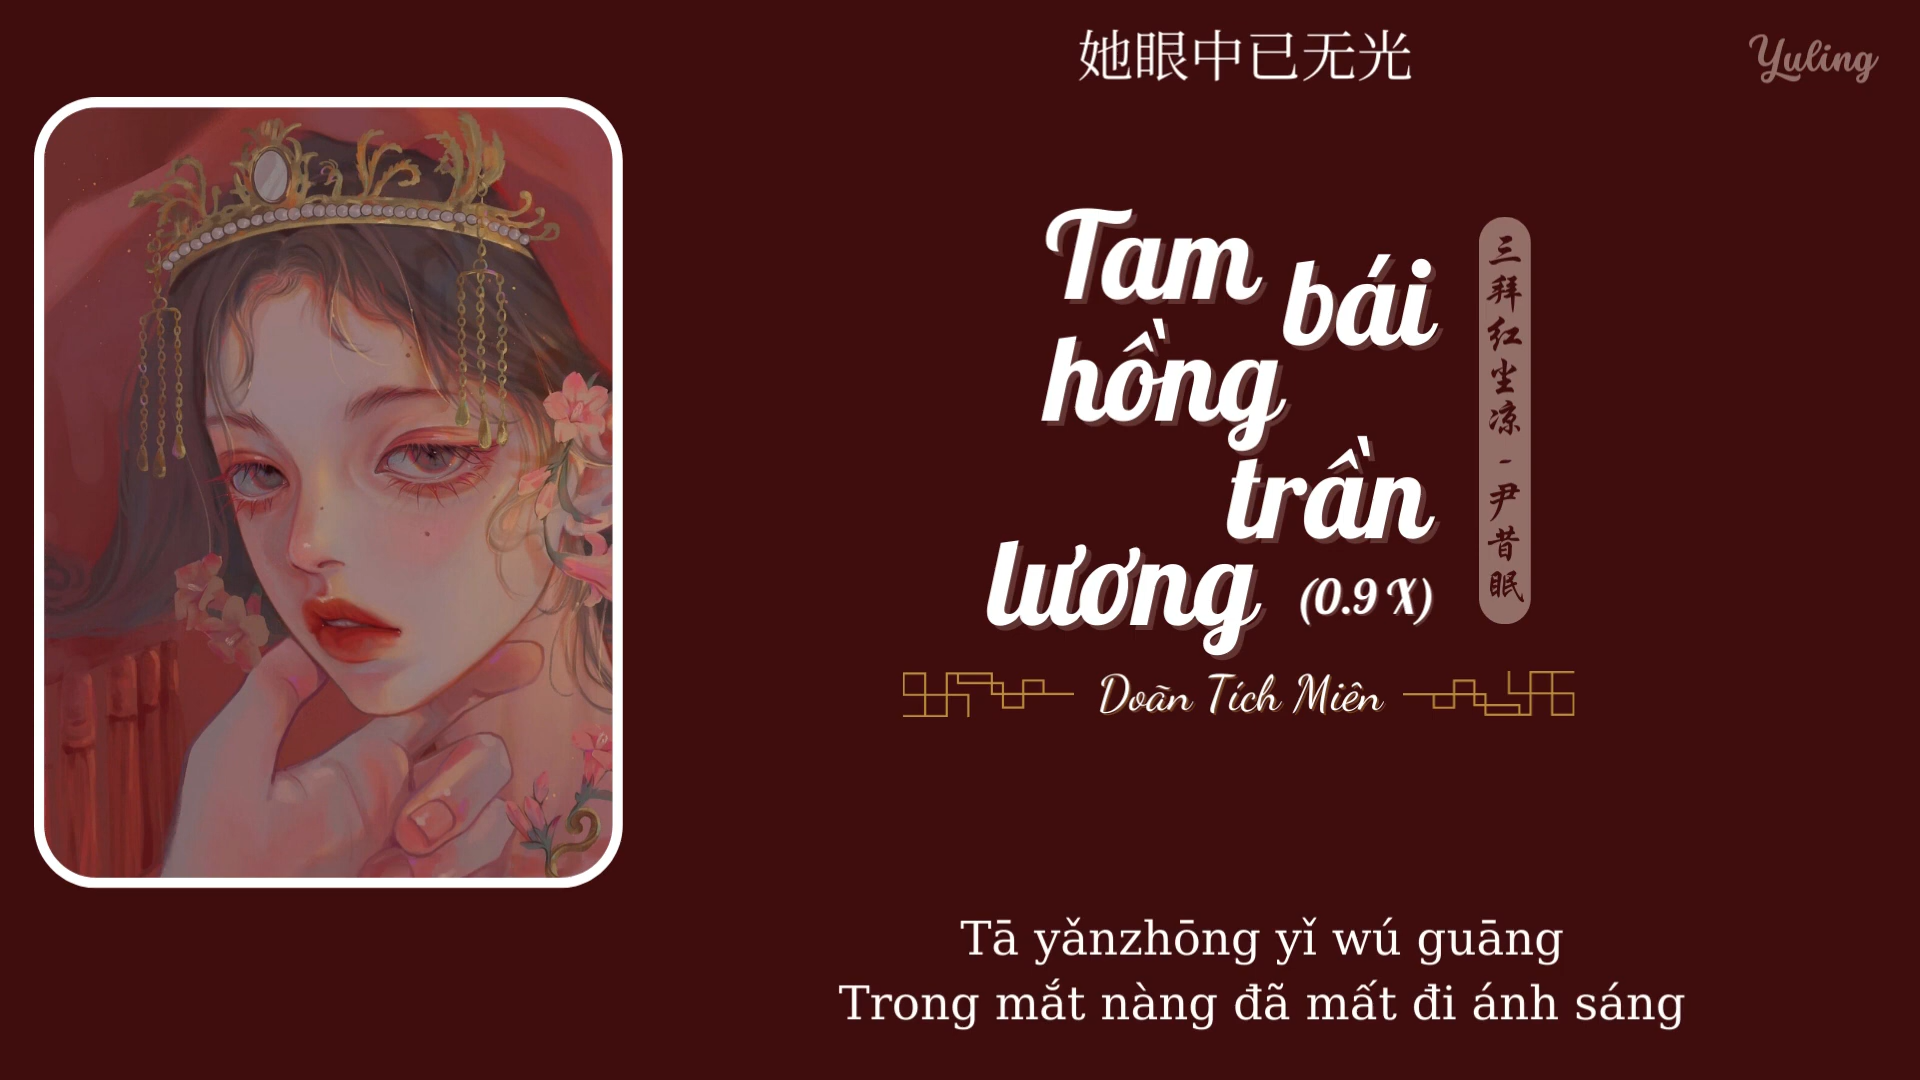 她眼中已无光
Yuling
Tam bái
hồng
trần
lương (0.9 X)
三拜红尘凉 - 尹昔眠
Doãn Tích Miên
Tā yǎnzhōng yǐ wú guāng
Trong mắt nàng đã mất đi ánh sáng